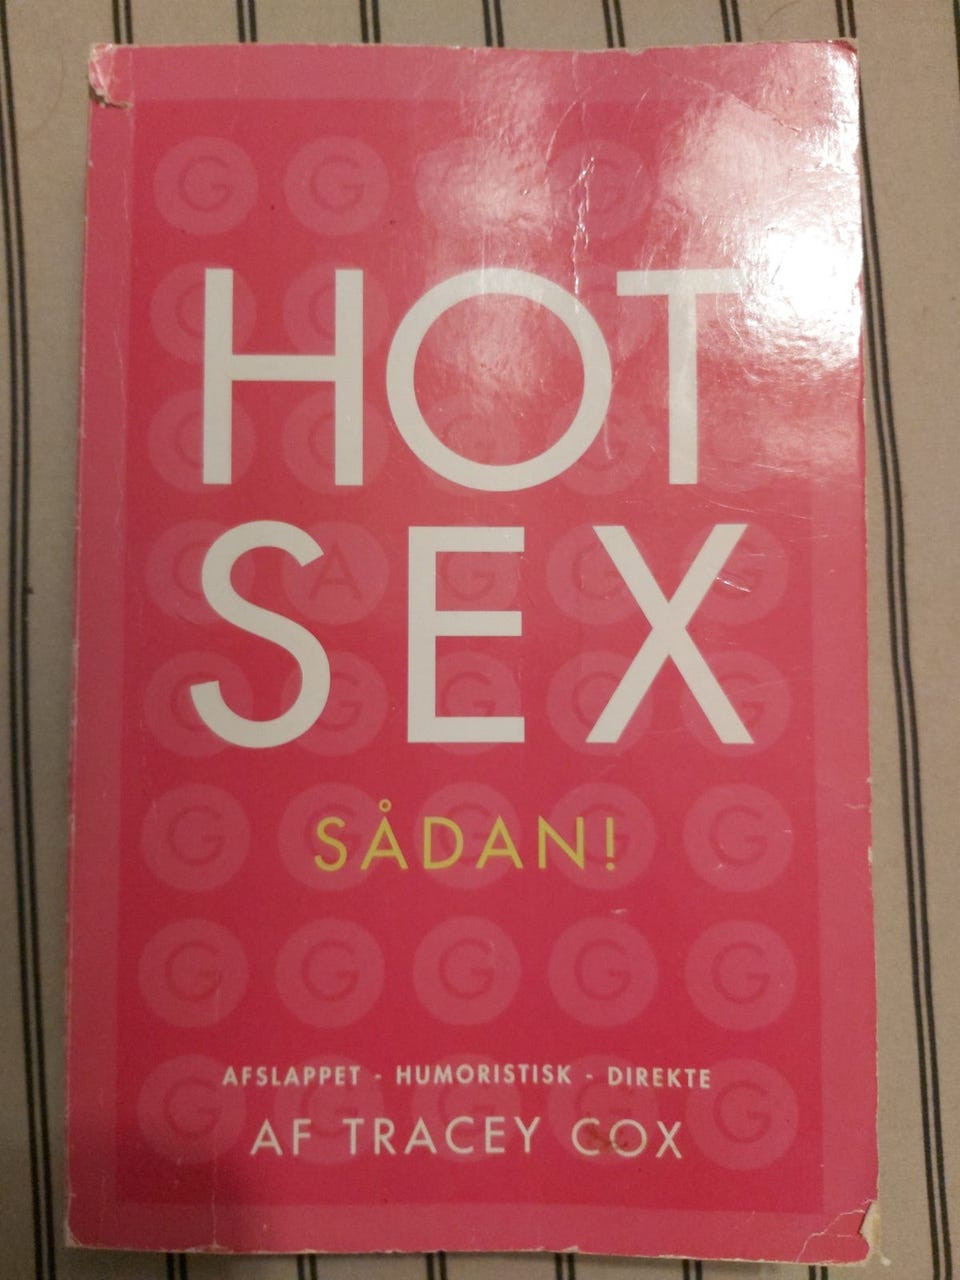 HOT
SEX
SÅDAN!
AFSLAPPET - HUMORISTISK - DIREKTE
AF TRACEY COX